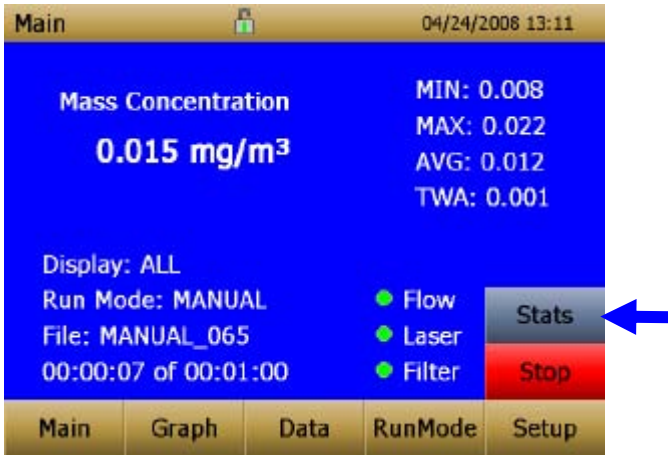 Main 04/24/2008 13:11
Mass Concentration
0.015 mg/m³
MIN: 0.008
MAX: 0.022
AVG: 0.012
TWA: 0.001
Display: ALL
Run Mode: MANUAL
File: MANUAL_065
00:00:07 of 00:01:00
Flow
Laser
Filter
Stats
Stop
Main Graph Data RunMode Setup